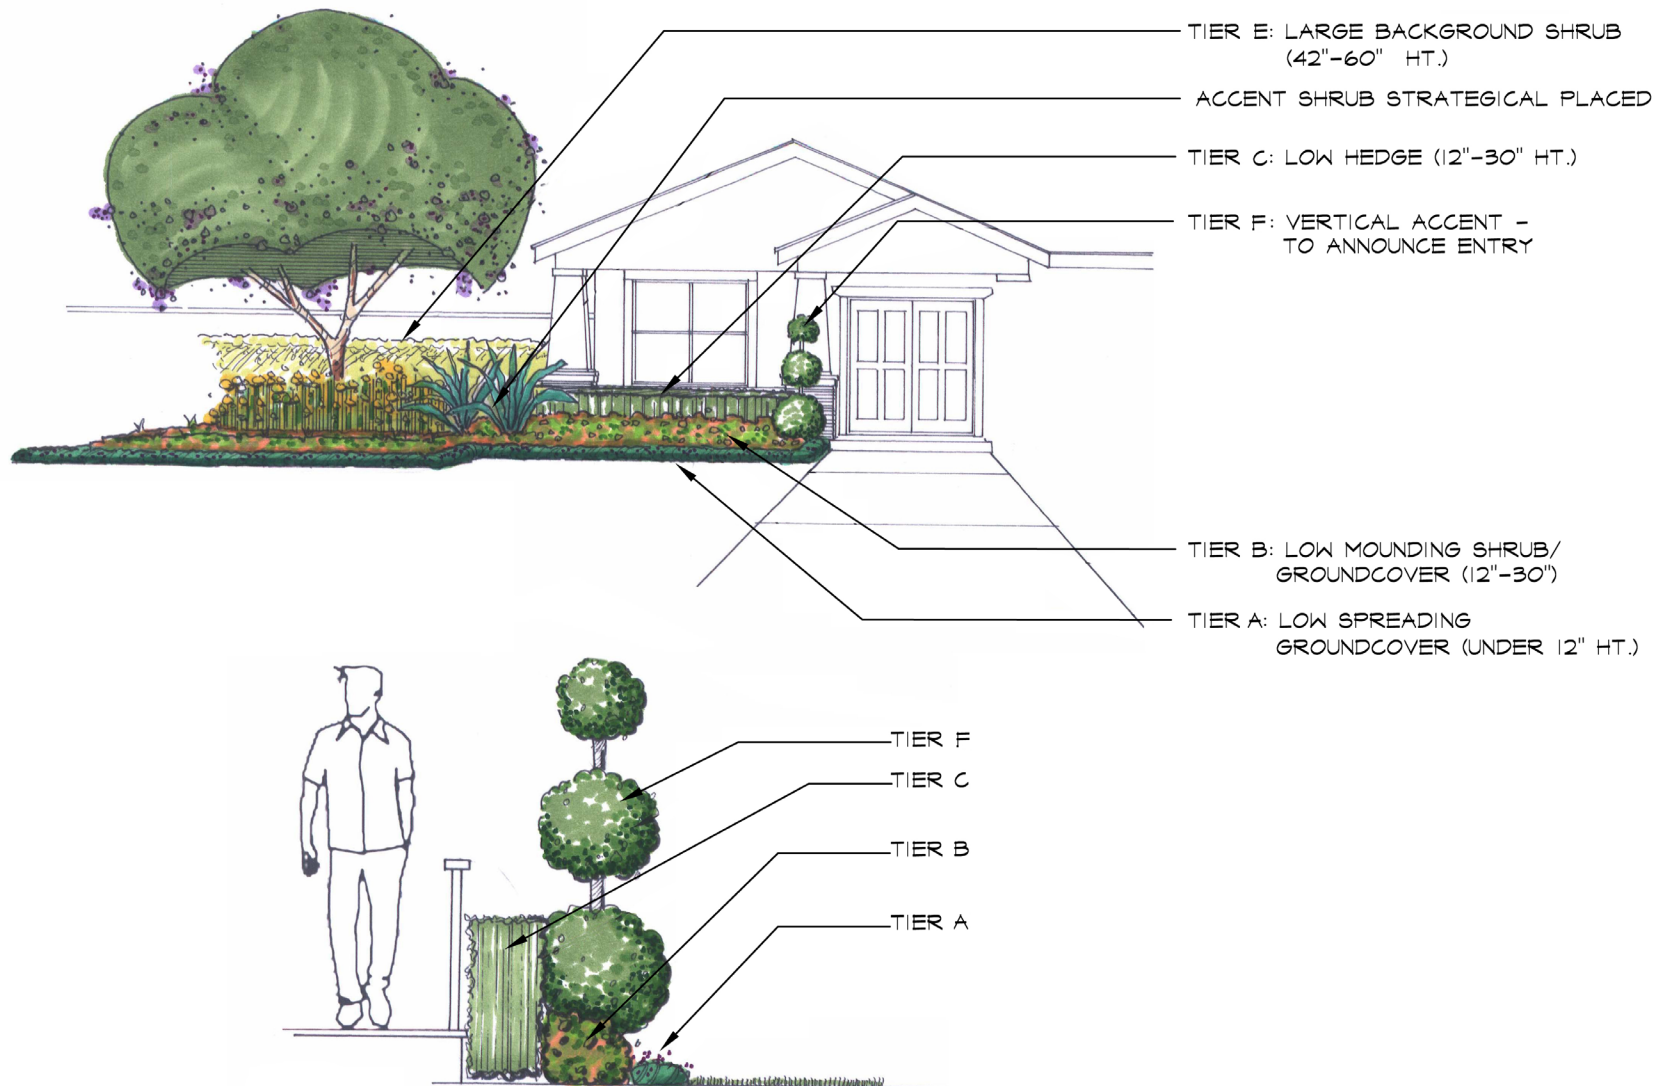 TIER E: LARGE BACKGROUND SHRUB
(42"-60" HT.)
ACCENT SHRUB STRATEGICAL PLACED
TIER C: LOW HEDGE (12"-30" HT.)
TIER F: VERTICAL ACCENT -
TO ANNOUNCE ENTRY
TIER B: LOW MOUNDING SHRUB/
GROUNDCOVER (12"-30")
TIER A: LOW SPREADING
GROUNDCOVER (UNDER 12" HT.)
TIER F
TIER C
TIER B
TIER A